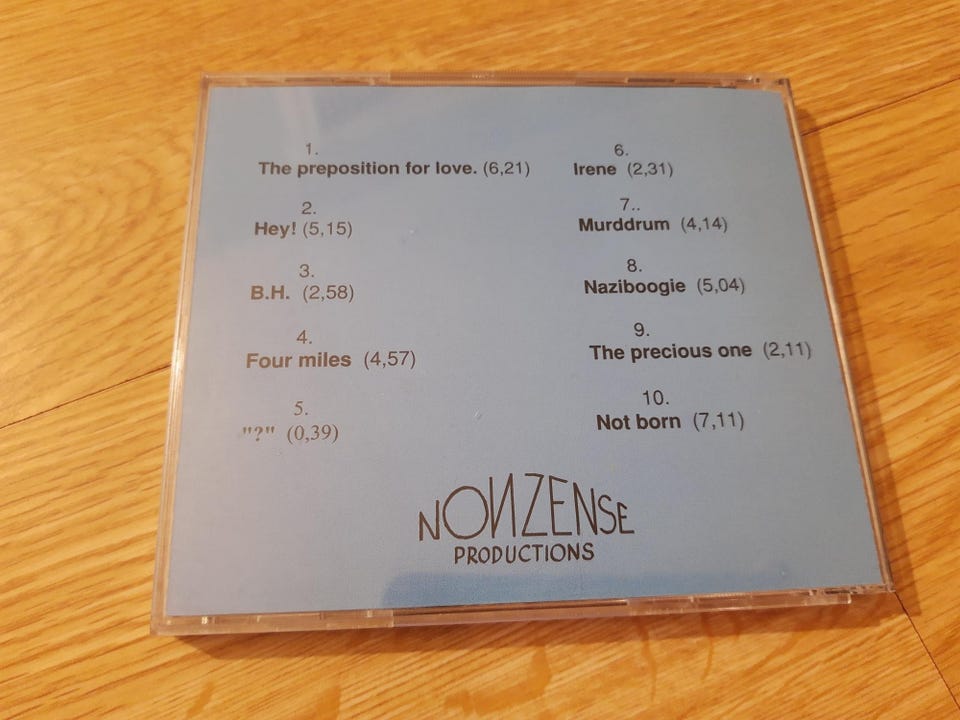 1.
The preposition for love. (6,21)
2.
Hey! (5,15)
3.
B.H. (2,58)
4.
Four miles (4,57)
5.
"?" (0,39)
6.
Irene (2,31)
7..
Murddrum (4,14)
8.
Naziboogie (5,04)
9.
The precious one (2,11)
10.
Not born (7,11)
NONZENSE
PRODUCTIONS